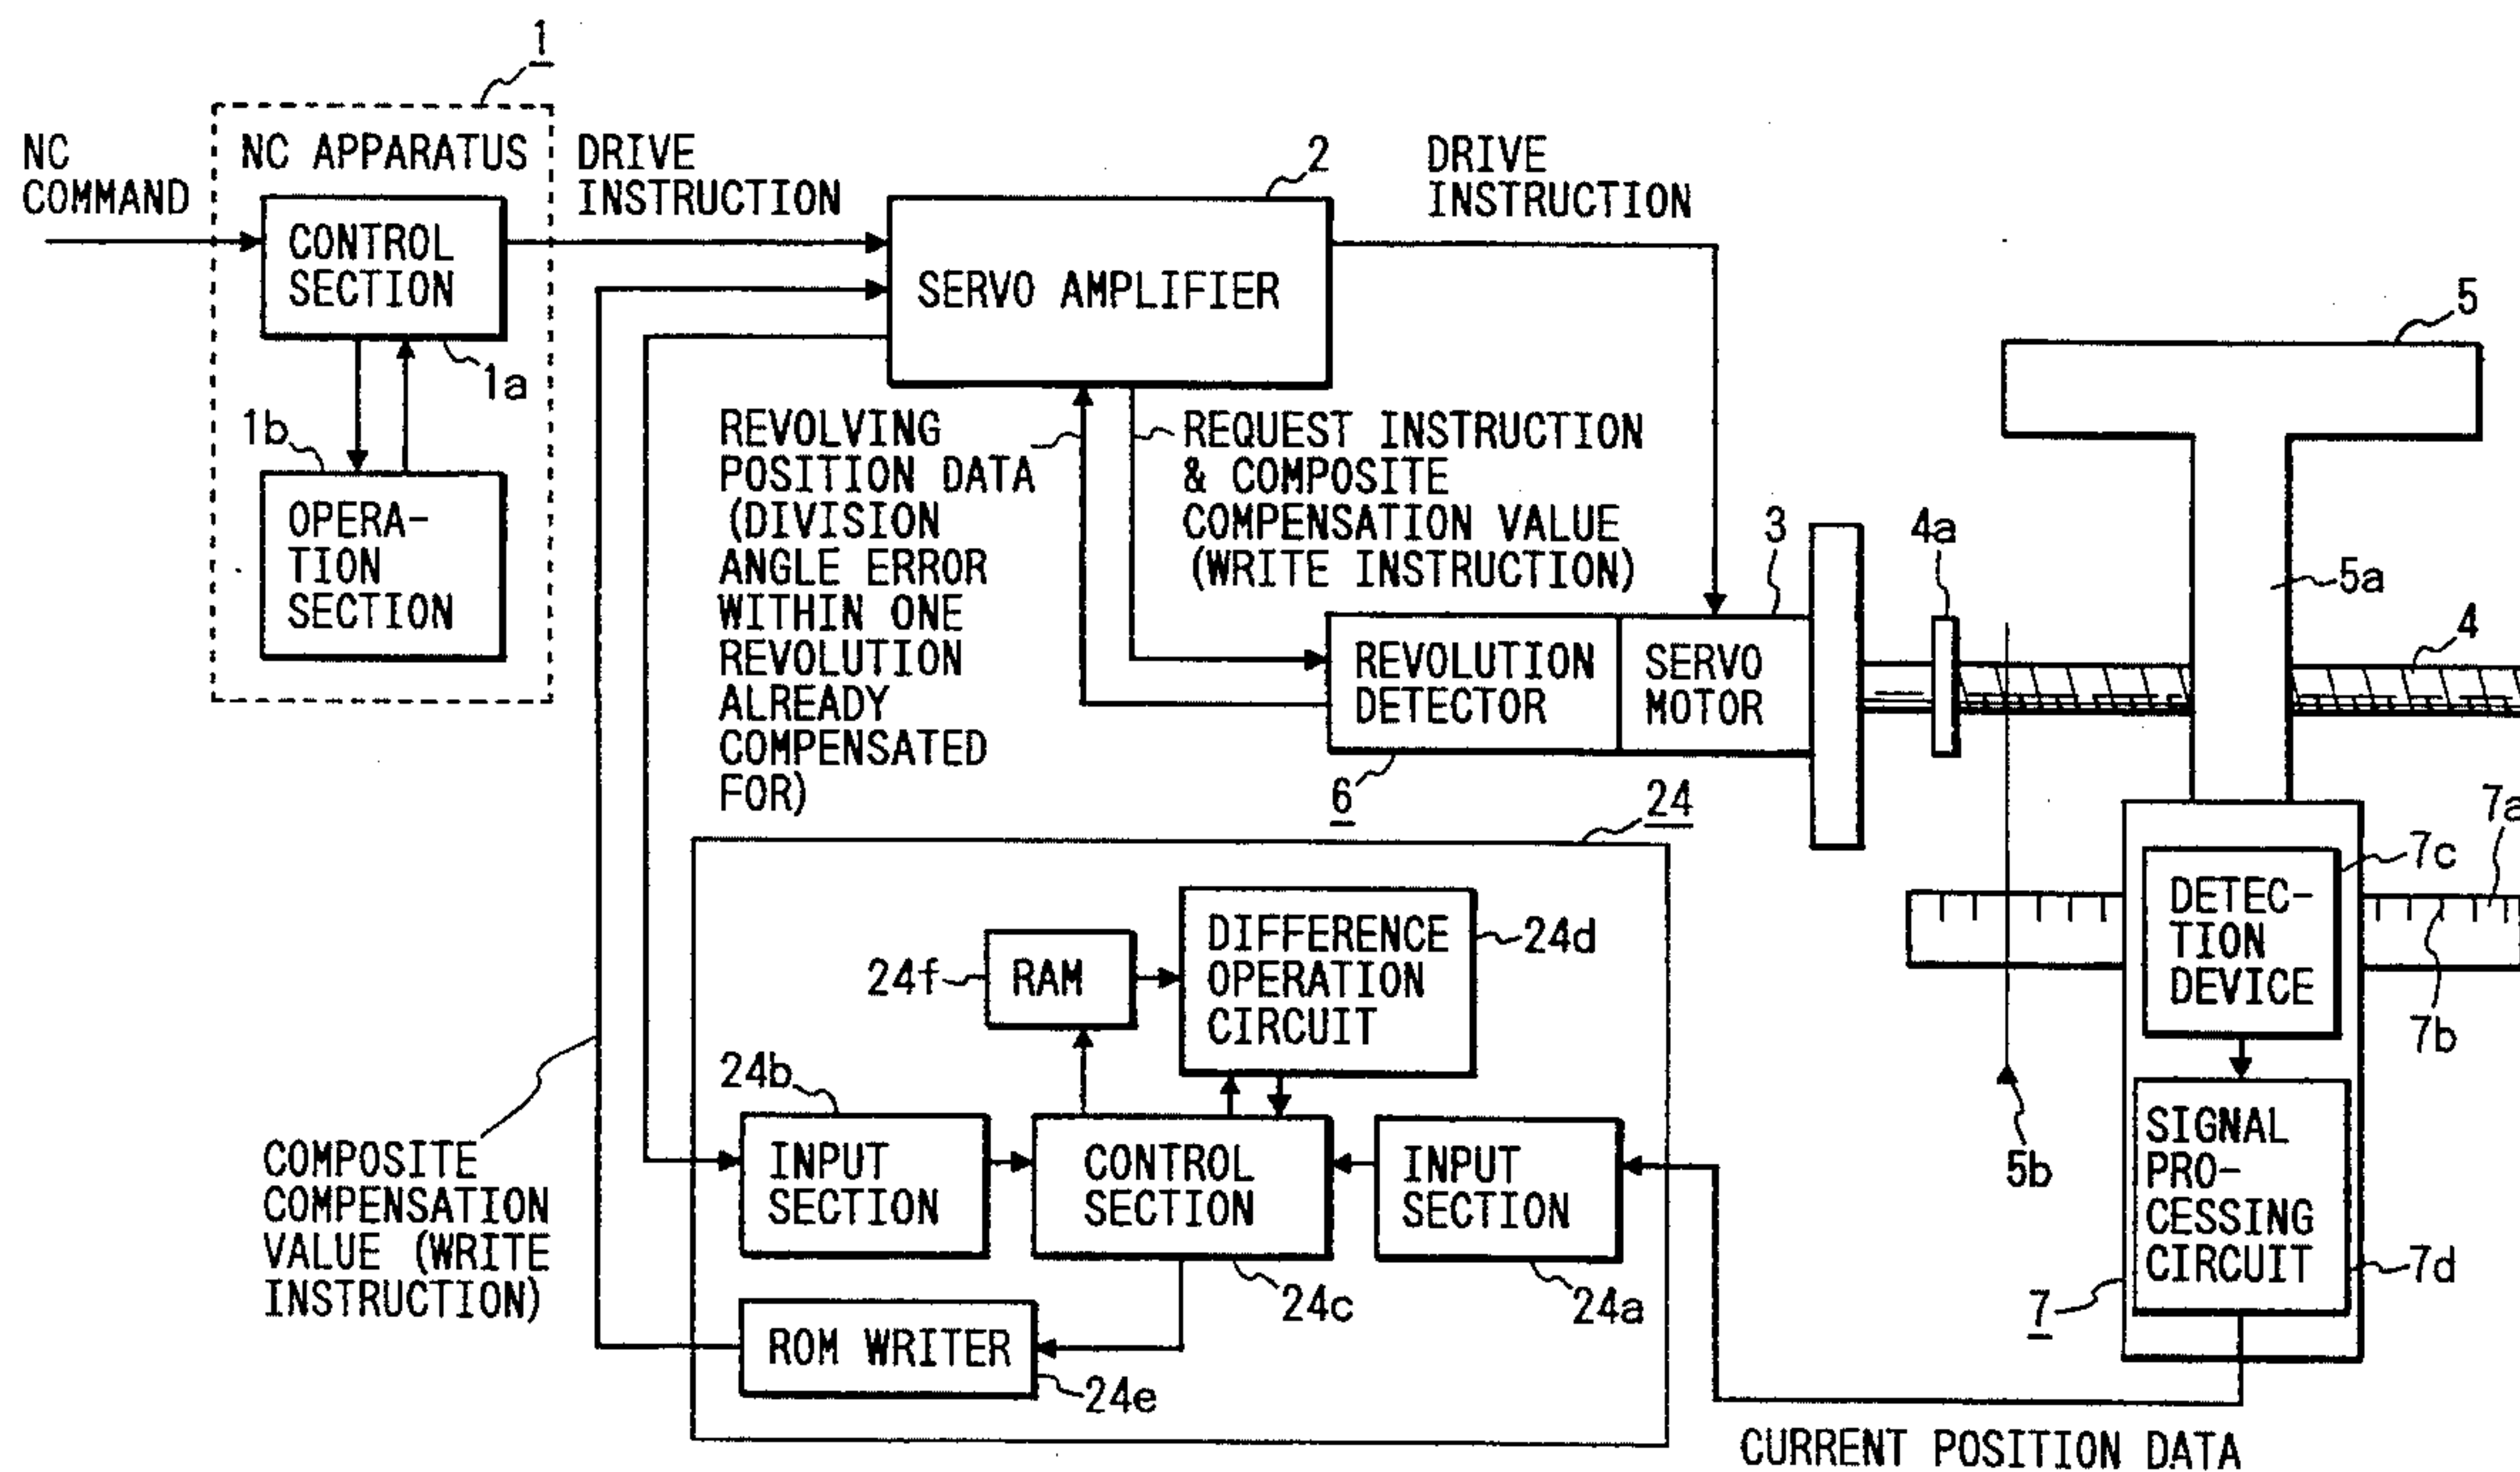 1
NC
COMMAND
NC APPARATUS
DRIVE
INSTRUCTION
2
DRIVE
INSTRUCTION
CONTROL
SECTION
SERVO AMPLIFIER
5
1a
1b
OPERA-
TION
SECTION
REVOLVING
POSITION DATA
(DIVISION
ANGLE ERROR
WITHIN ONE
REVOLUTION
ALREADY
COMPENSATED
FOR)
REQUEST INSTRUCTION
& COMPOSITE
COMPENSATION VALUE
(WRITE INSTRUCTION)
3
4a
5a
4
REVOLUTION
DETECTOR
SERVO
MOTOR
6
24
7a
7c
DETEC-
TION
DEVICE
7b
24f
RAM
DIFFERENCE
OPERATION
CIRCUIT
24d
24b
INPUT
SECTION
CONTROL
SECTION
INPUT
SECTION
5b
SIGNAL
PRO-
CESSING
CIRCUIT
7d
7
COMPOSITE
COMPENSATION
VALUE (WRITE
INSTRUCTION)
24c
24a
ROM WRITER
24e
CURRENT POSITION DATA